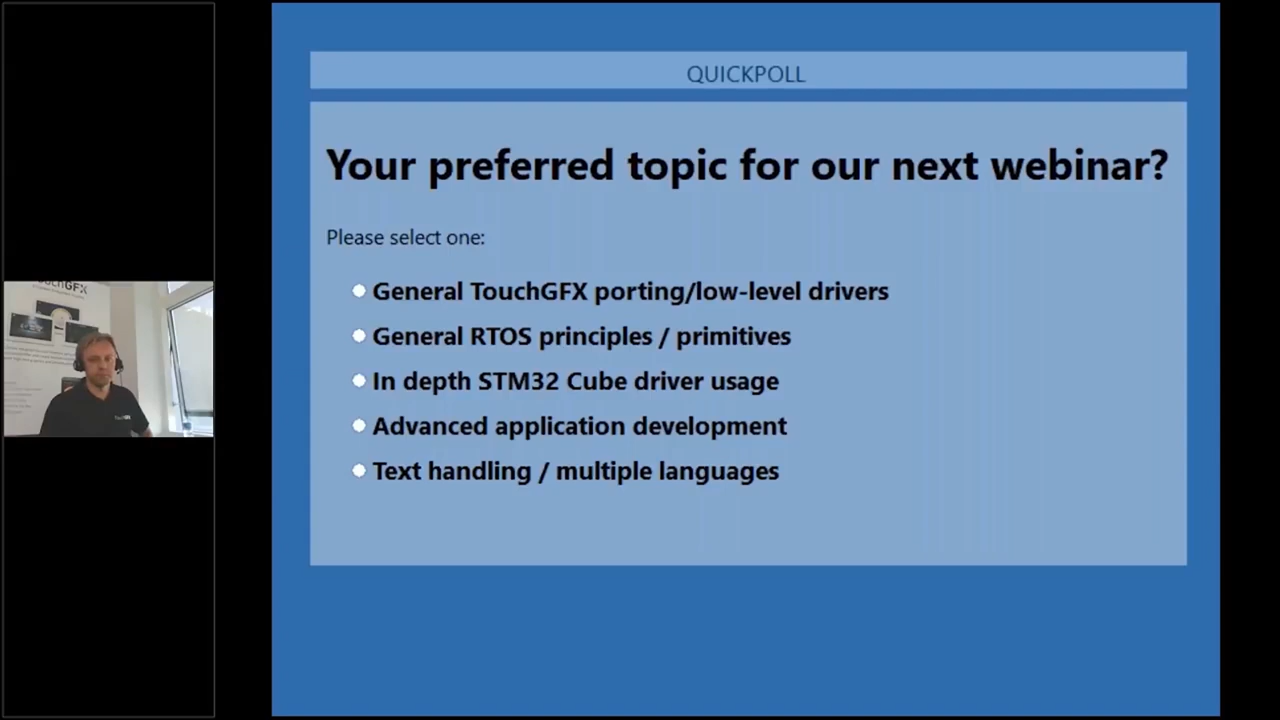 QUICKPOLL
Your preferred topic for our next webinar?
Please select one:
General TouchGFX porting/low-level drivers
General RTOS principles / primitives
In depth STM32 Cube driver usage
Advanced application development
Text handling / multiple languages